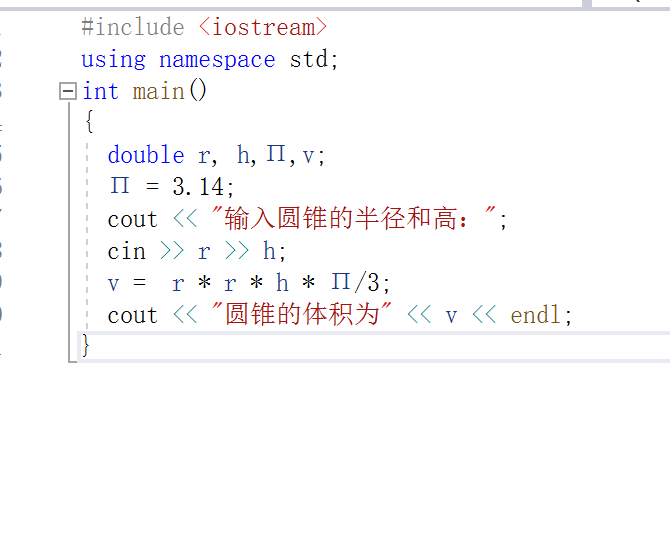 #include <iostream>
using namespace std;
int main()
{
double r, h,Π,v;
Π = 3.14;
cout << "输入圆锥的半径和高：";
cin >> r >> h;
v =  r * r * h * Π/3;
cout << "圆锥的体积为" << v << endl;
}